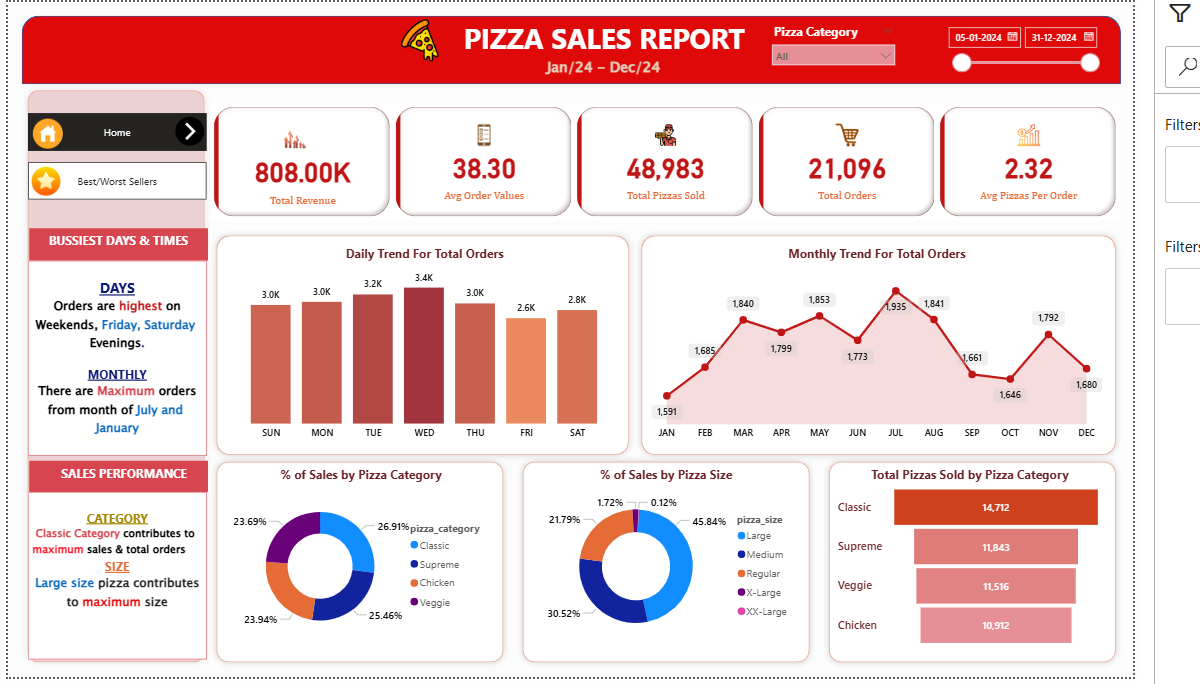 PIZZA SALES REPORT
Jan/24 – Dec/24
Pizza Category
All
05-01-2024
31-12-2024
Home
Best/Worst Sellers
808.00K
Total Revenue
38.30
Avg Order Values
48,983
Total Pizzas Sold
21,096
Total Orders
2.32
Avg Pizzas Per Order
BUSSIEST DAYS & TIMES
DAYS
Orders are highest on
Weekends, Friday, Saturday
Evenings.
MONTHLY
There are Maximum orders
from month of July and
January
SALES PERFORMANCE
CATEGORY
Classic Category contributes to
maximum sales & total orders
SIZE
Large size pizza contributes
to maximum size
Daily Trend For Total Orders
3.0K
3.0K
3.2K
3.4K
3.0K
2.6K
2.8K
SUN MON TUE WED THU FRI SAT
Monthly Trend For Total Orders
1,591
1,685
1,840
1,799
1,853
1,773
1,935
1,841
1,661
1,646
1,792
1,680
JAN FEB MAR APR MAY JUN JUL AUG SEP OCT NOV DEC
% of Sales by Pizza Category
23.69%
26.91%
23.94%
25.46%
pizza_category
Classic
Supreme
Chicken
Veggie
% of Sales by Pizza Size
1.72%
0.12%
21.79%
45.84%
30.52%
pizza_size
Large
Medium
Regular
X-Large
XX-Large
Total Pizzas Sold by Pizza Category
Classic 14,712
Supreme 11,843
Veggie 11,516
Chicken 10,912
Filters
Filters